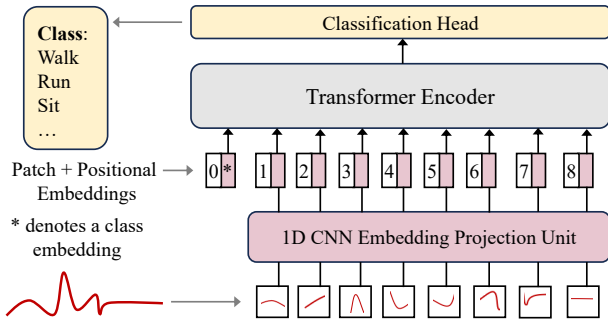 Class:
Walk
Run
Sit
…
Classification Head
Transformer Encoder
Patch + Positional
Embeddings
0 * 1 2 3 4 5 6 7 8
* denotes a class
embedding
1D CNN Embedding Projection Unit